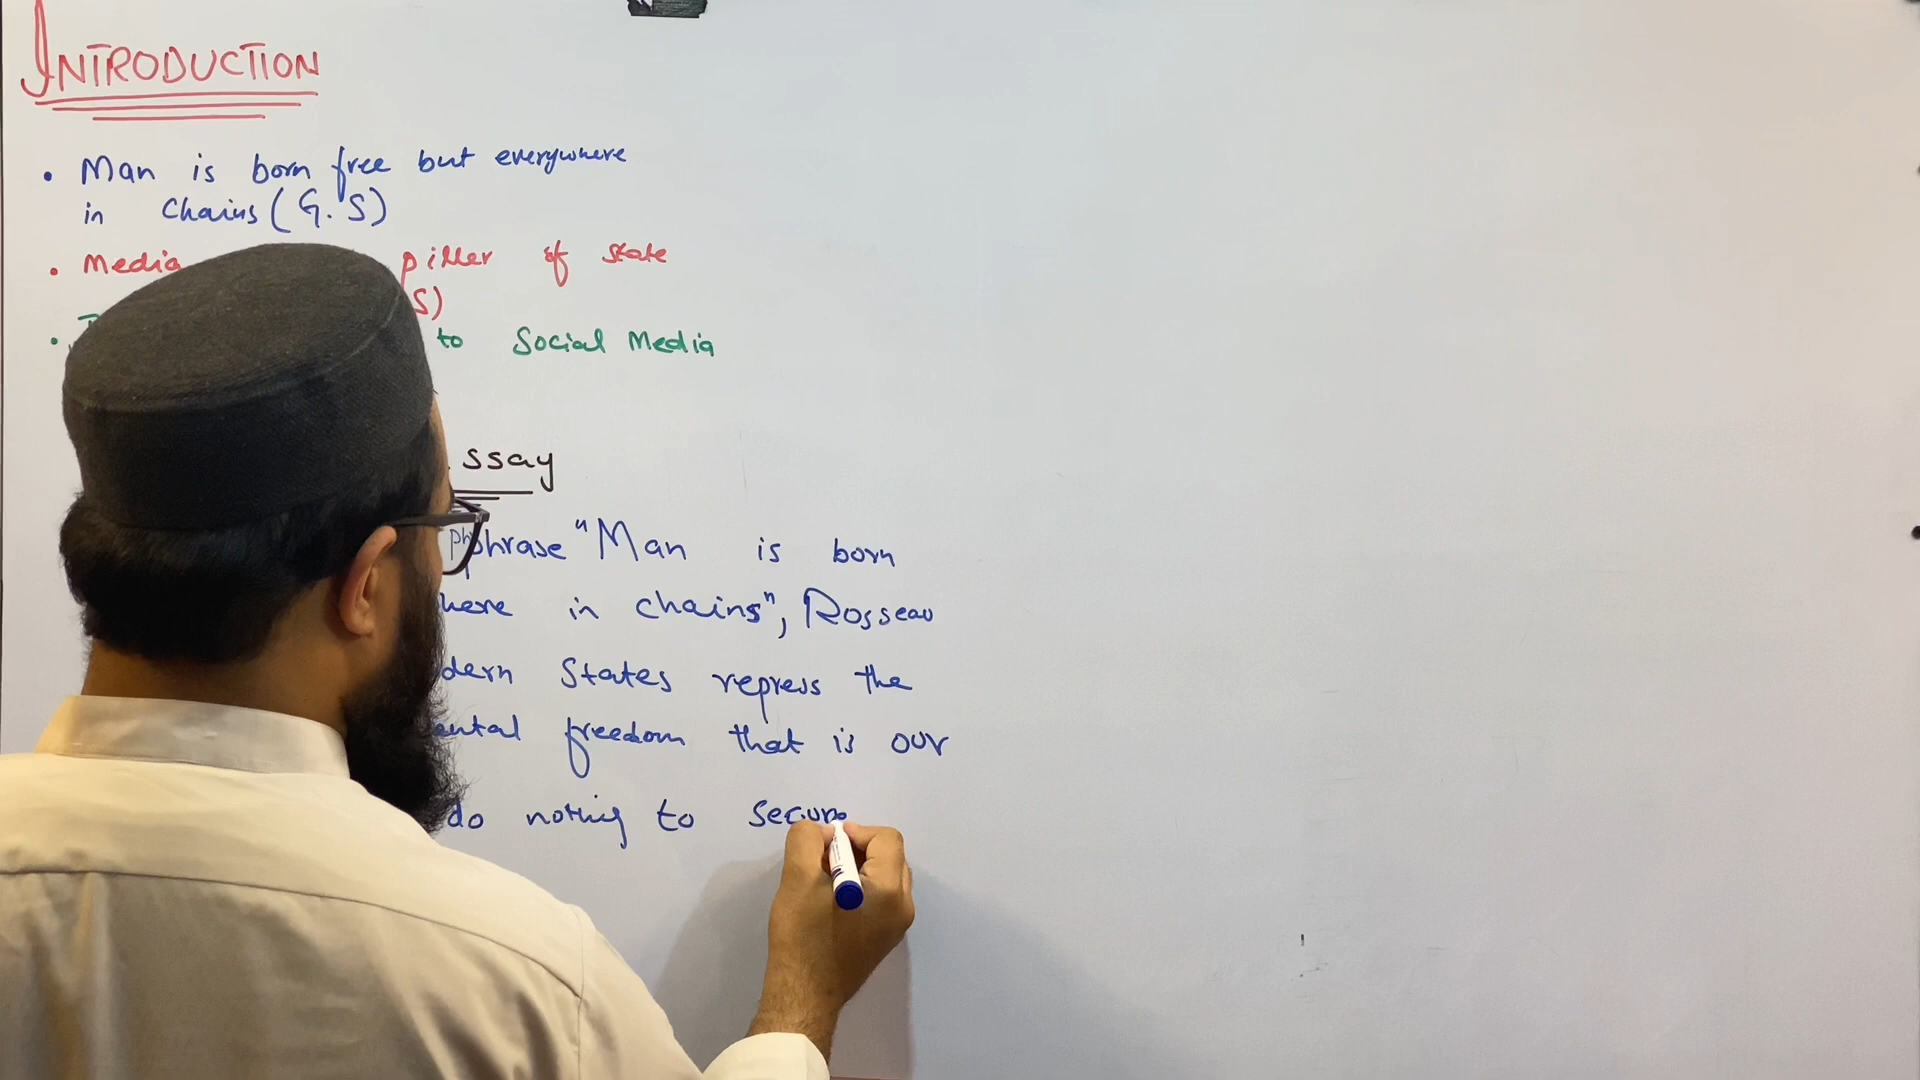 INTRODUCTION
• Man is born free but everywhere
in Chains (G.S)
• Media piller of state
S)
• to Social Media
ssay
phrase "Man is born
here in chains", Rosseau
dern States repress the
ental freedom that is our
do nothing to secure